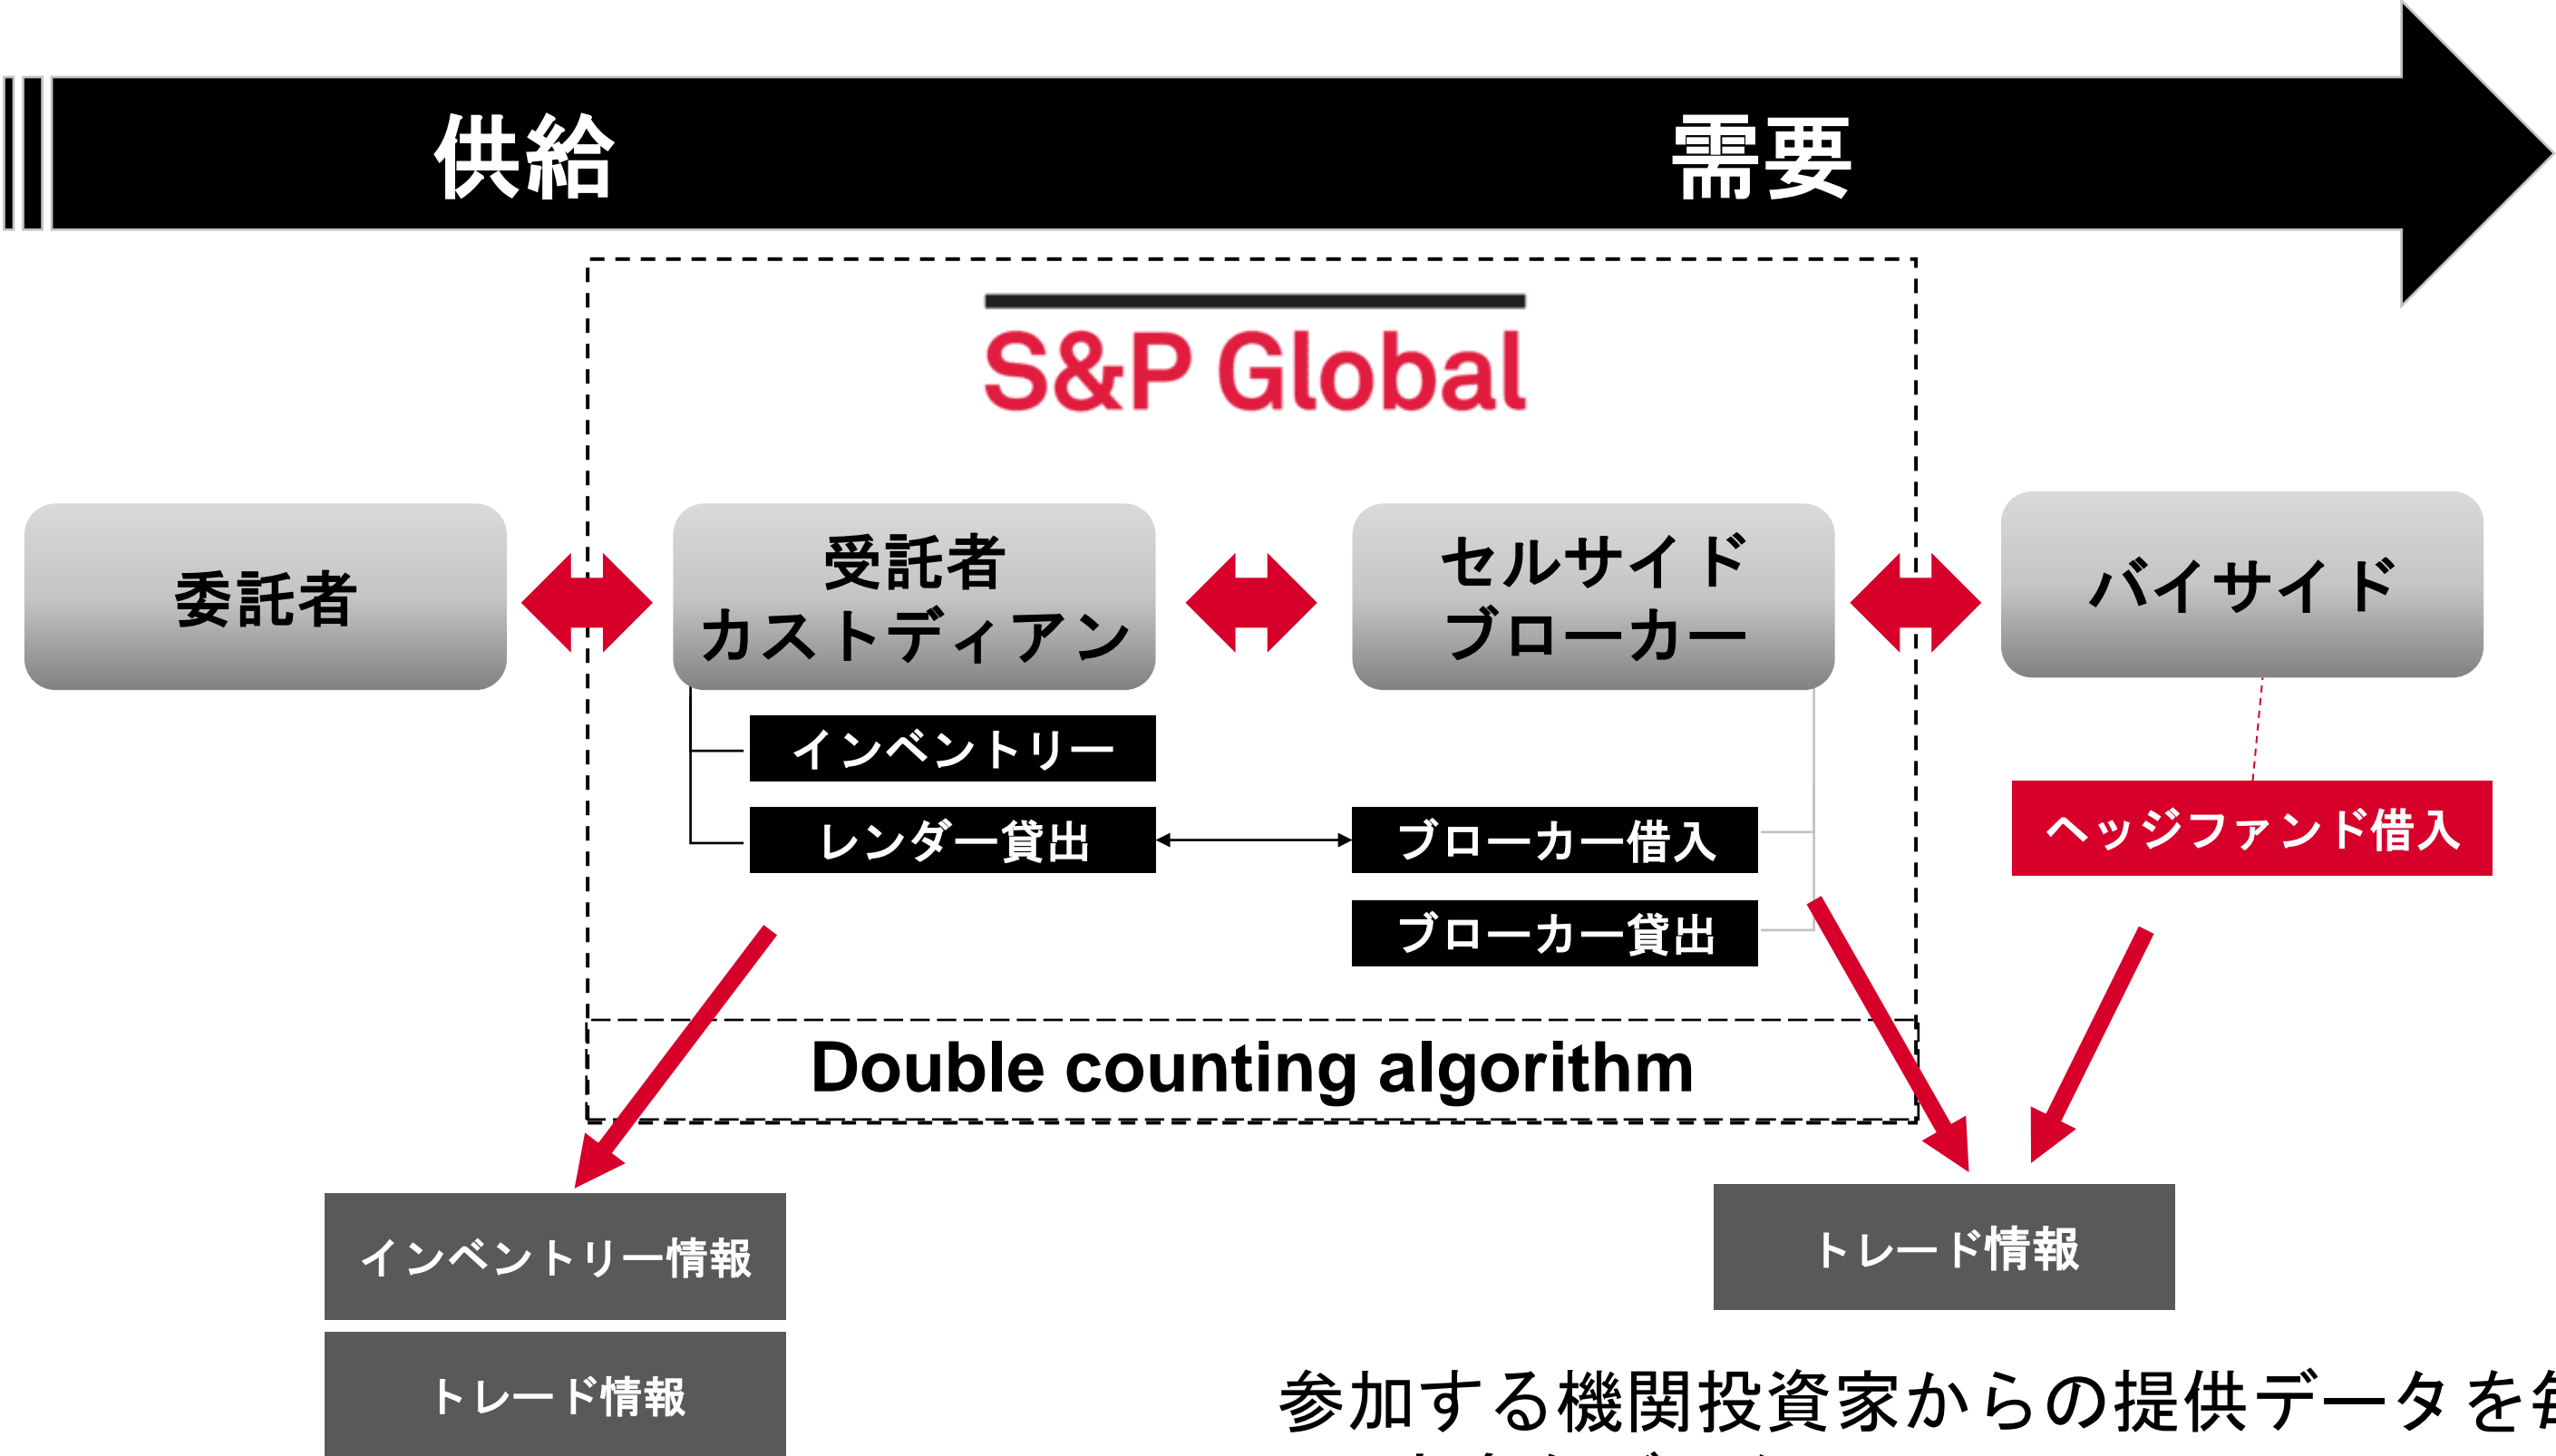 供給
需要
S&P Global
委託者
受託者
カストディアン
セルサイド
ブローカー
バイサイド
インベントリー
レンダー貸出
ブローカー借入
ブローカー貸出
ヘッジファンド借入
Double counting algorithm
インベントリー情報
トレード情報
トレード情報
参加する機関投資家からの提供データを